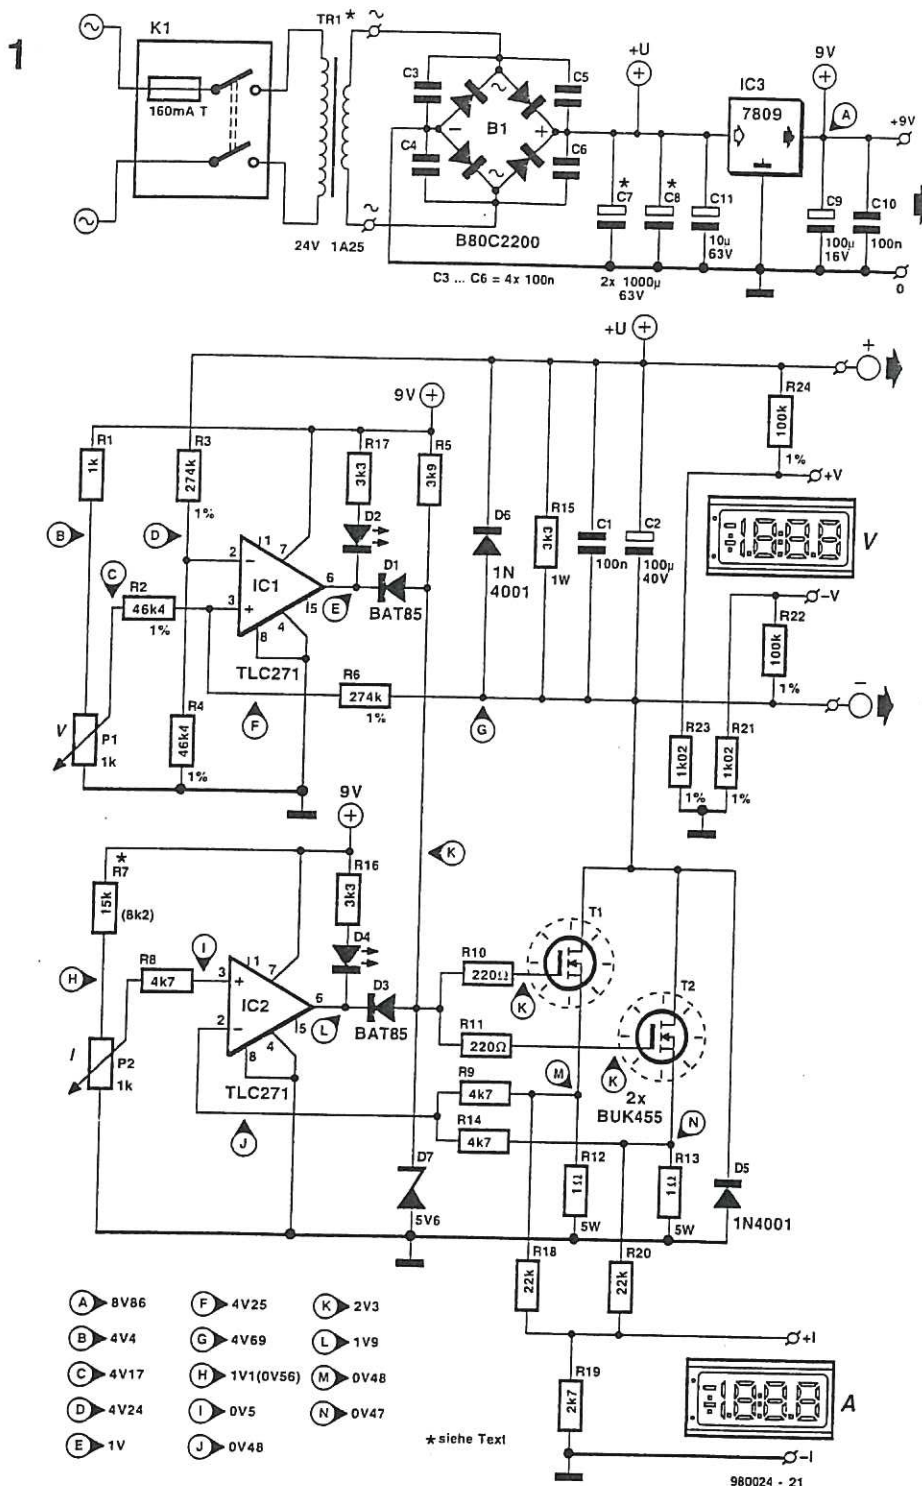 1
K1
160mA T
TR1 *
24V 1A25
~
~
C3
C4
C5
C6
~
~
−
+
B1
B80C2200
C3 ... C6 = 4x 100n
+U
*
C7
*
C8
2x 1000µ
63V
C11
10µ
63V
IC3
7809
9V
A
+9V
C9
100µ
16V
C10
100n
0
+U
+
R24
100k
1%
+V
1888
V
−V
R22
100k
1%
−
R23
1k02
1%
R21
1k02
1%
9V
R1
1k
R3
274k
1%
R17
3k3
R5
3k9
B
D
C
R2
46k4
1%
D2
D1
BAT85
E
IC1
TLC271
2
−
3
+
1
7
6
5
4
8
R6
274k
1%
F
G
D6
1N
4001
R15
3k3
1W
C1
100n
C2
100µ
40V
V
P1
1k
R4
46k4
1%
9V
K
*
R7
15k
(8k2)
R16
3k3
D4
H
R8
4k7
I
3
+
2
−
1
7
6
5
4
8
IC2
TLC271
L
D3
BAT85
I
P2
1k
J
R10
220Ω
K
R11
220Ω
K
T1
T2
2x
BUK455
R9
4k7
M
R14
4k7
N
D7
5V6
R12
1Ω
5W
R13
1Ω
5W
D5
1N4001
R18
22k
R20
22k
+I
R19
2k7
1888
A
−I
A 8V86
B 4V4
C 4V17
D 4V24
E 1V
F 4V25
G 4V69
H 1V1(0V56)
I 0V5
J 0V48
K 2V3
L 1V9
M 0V48
N 0V47
* siehe Text
980024 - 21